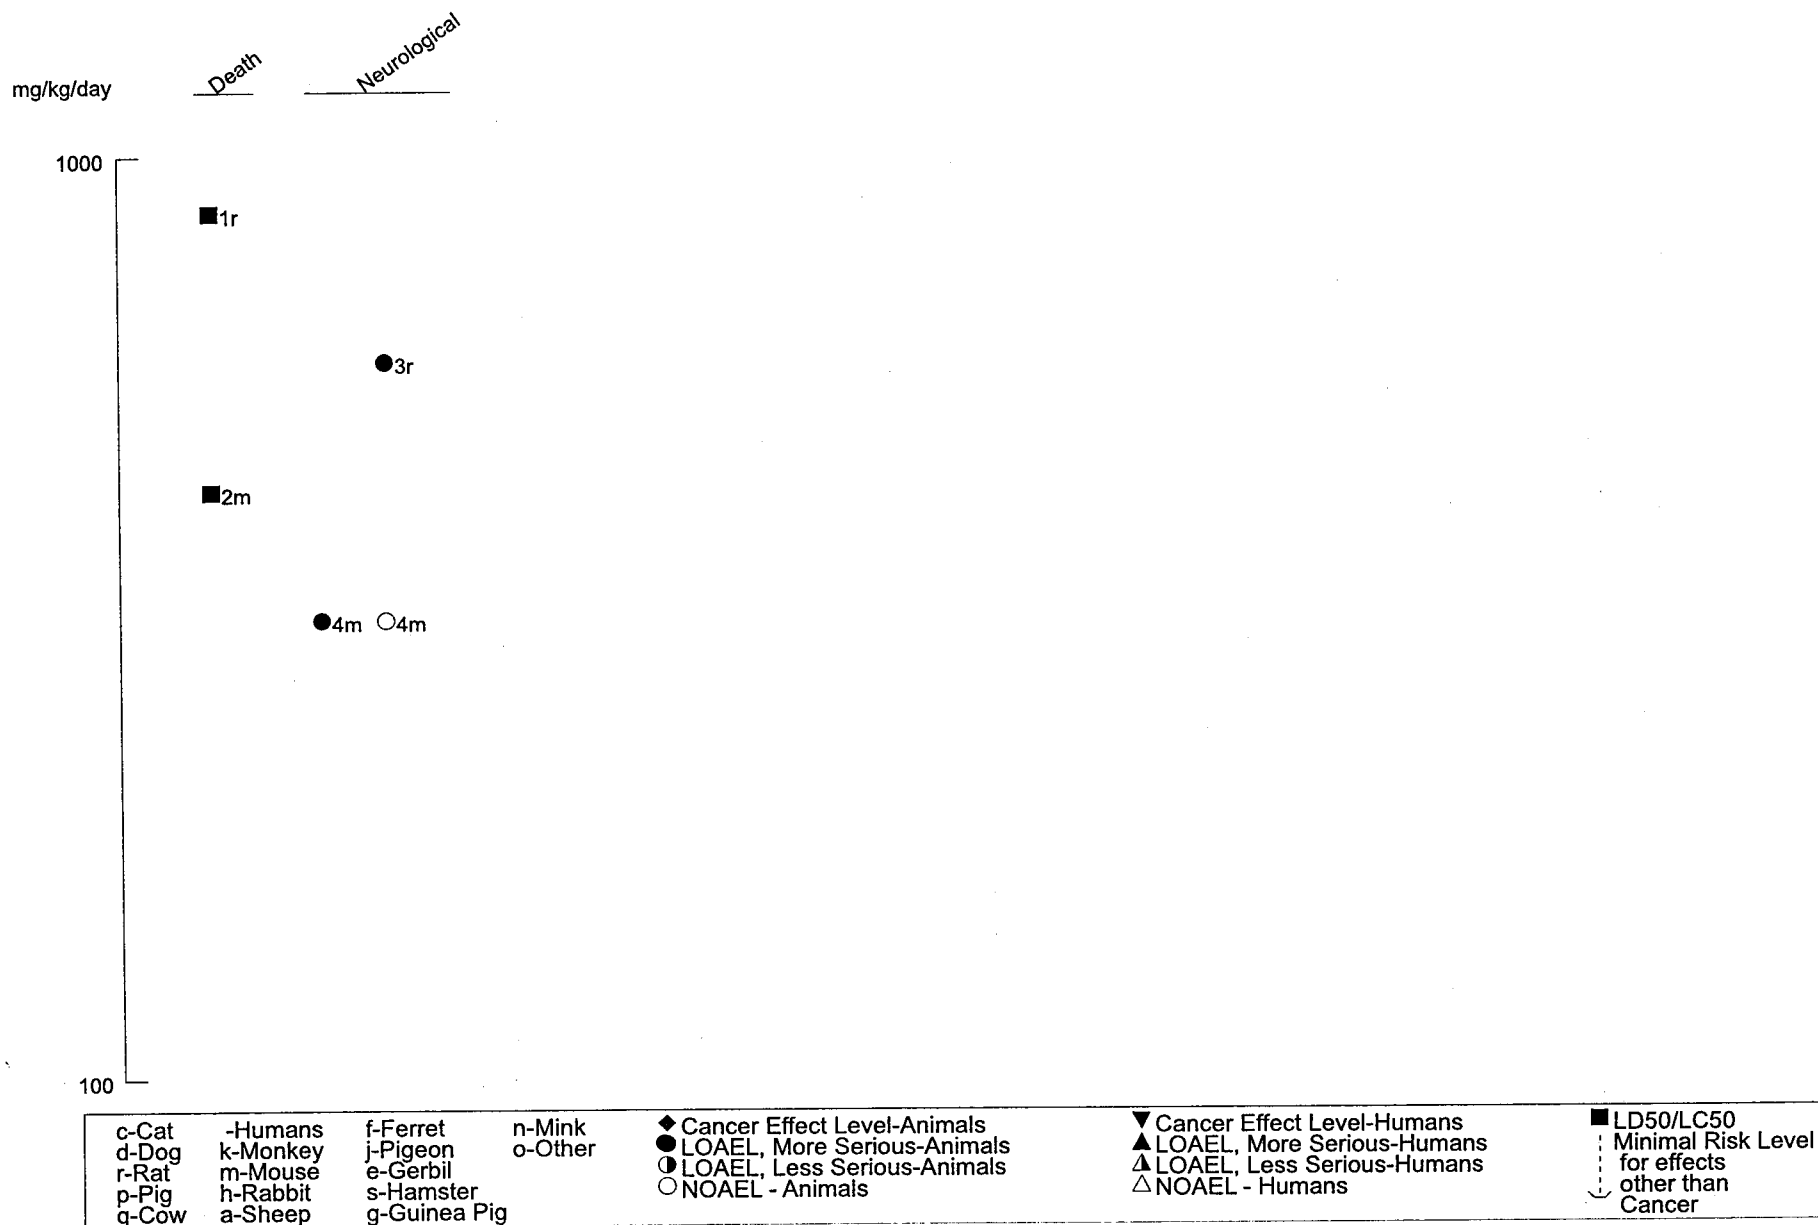 Death Neurological
mg/kg/day
1000
1r
3r
2m
4m 4m
100
c-Cat -Humans f-Ferret n-Mink
d-Dog k-Monkey j-Pigeon o-Other
r-Rat m-Mouse e-Gerbil
p-Pig h-Rabbit s-Hamster
q-Cow a-Sheep g-Guinea Pig
Cancer Effect Level-Animals
LOAEL, More Serious-Animals
LOAEL, Less Serious-Animals
NOAEL - Animals
Cancer Effect Level-Humans
LOAEL, More Serious-Humans
LOAEL, Less Serious-Humans
NOAEL - Humans
LD50/LC50
Minimal Risk Level
for effects
other than
Cancer